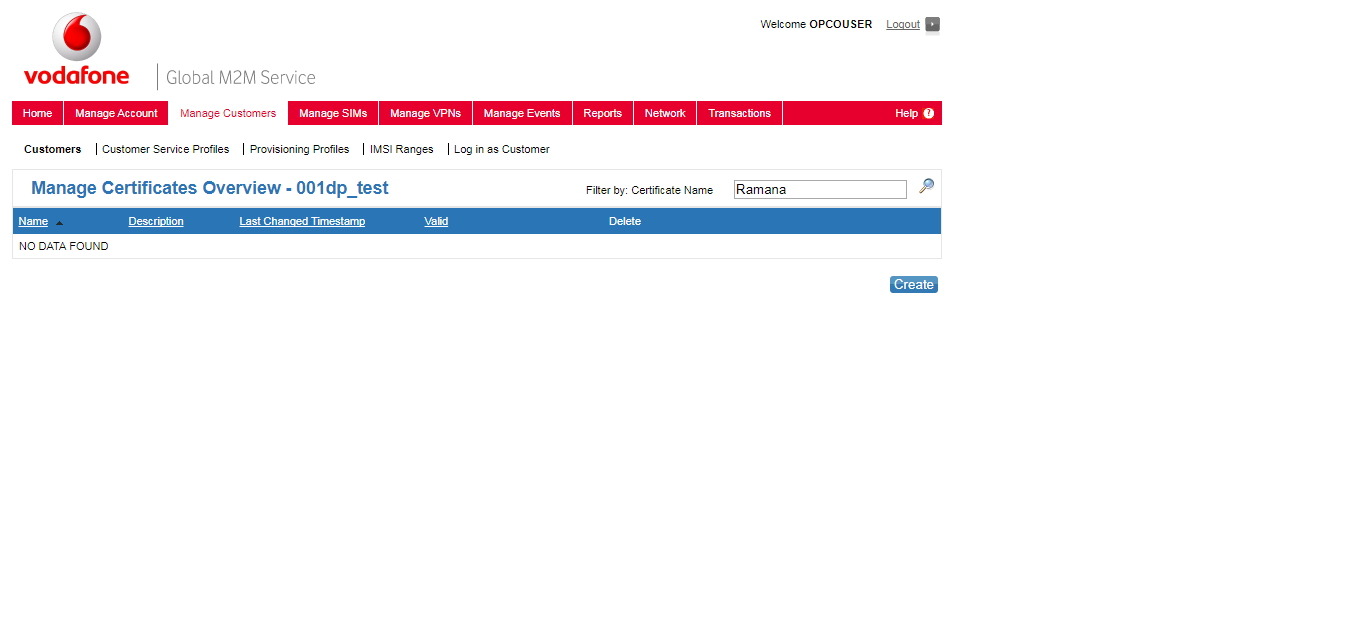 Welcome OPCOUSER Logout
vodafone
Global M2M Service
Home Manage Account Manage Customers Manage SIMs Manage VPNs Manage Events Reports Network Transactions Help ?
Customers Customer Service Profiles Provisioning Profiles IMSI Ranges Log in as Customer
Manage Certificates Overview - 001dp_test Filter by: Certificate Name Ramana
Name Description Last Changed Timestamp Valid Delete
NO DATA FOUND
Create